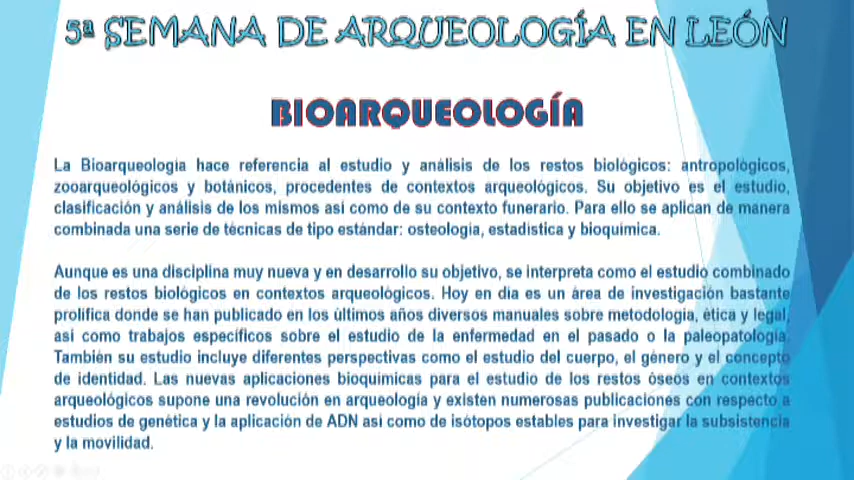 5ª SEMANA DE ARQUEOLOGÍA EN LEÓN
BIOARQUEOLOGÍA
La Bioarqueología hace referencia al estudio y análisis de los restos biológicos: antropológicos,
zooarqueológicos y botánicos, procedentes de contextos arqueológicos. Su objetivo es el estudio,
clasificación y análisis de los mismos así como de su contexto funerario. Para ello se aplican de manera
combinada una serie de técnicas de tipo estándar: osteología, estadística y bioquímica.
Aunque es una disciplina muy nueva y en desarrollo su objetivo, se interpreta como el estudio combinado
de los restos biológicos en contextos arqueológicos. Hoy en día es un área de investigación bastante
prolífica donde se han publicado en los últimos años diversos manuales sobre metodología, ética y legal,
así como trabajos específicos sobre el estudio de la enfermedad en el pasado o la paleopatología.
También su estudio incluye diferentes perspectivas como el estudio del cuerpo, el género y el concepto
de identidad. Las nuevas aplicaciones bioquímicas para el estudio de los restos óseos en contextos
arqueológicos supone una revolución en arqueología y existen numerosas publicaciones con respecto a
estudios de genética y la aplicación de ADN así como de isótopos estables para investigar la subsistencia
y la movilidad.